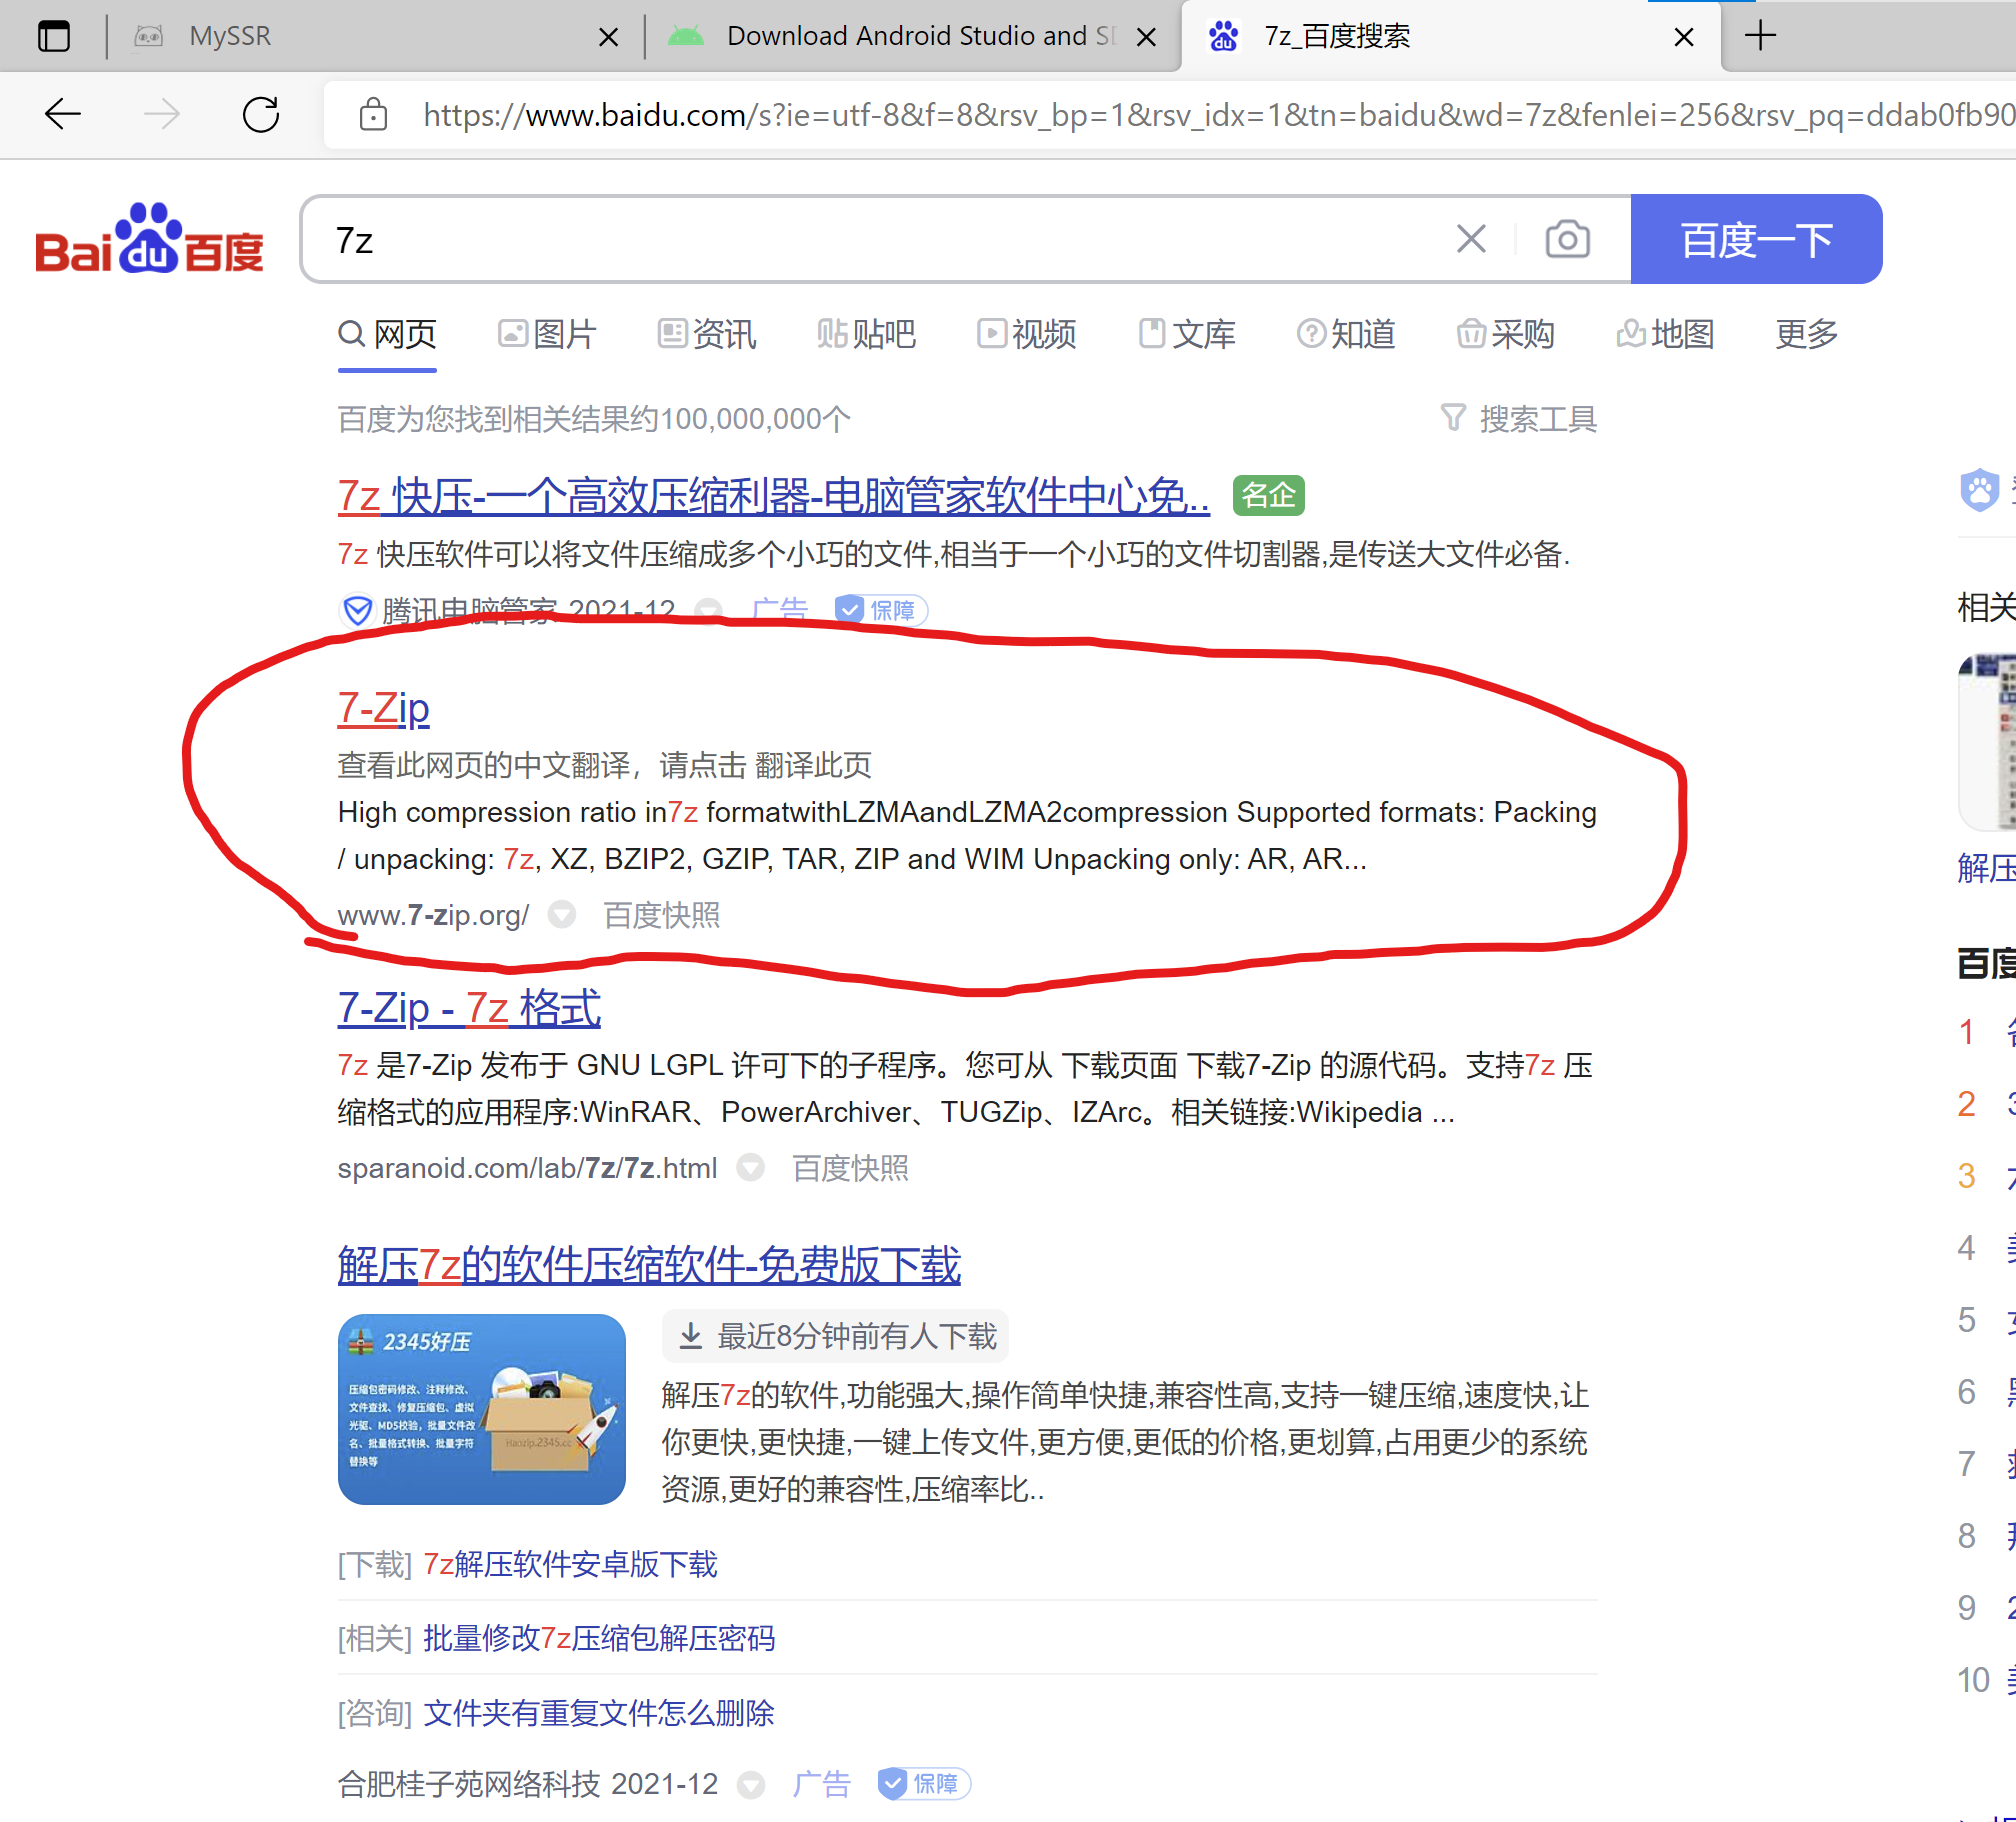 MySSR
Download Android Studio and
7z_百度搜索
https://www.baidu.com/s?ie=utf-8&f=8&rsv_bp=1&rsv_idx=1&tn=baidu&wd=7z&fenlei=256&rsv_pq=ddab0fb90
Bai du 百度
7z
百度一下
网页 图片 资讯 贴吧 视频 文库 知道 采购 地图 更多
百度为您找到相关结果约100,000,000个
搜索工具
7z 快压-一个高效压缩利器-电脑管家软件中心免.. 名企
7z 快压软件可以将文件压缩成多个小巧的文件,相当于一个小巧的文件切割器,是传送大文件必备.
腾讯电脑管家 2021-12 广告 保障
7-Zip
查看此网页的中文翻译，请点击 翻译此页
High compression ratio in7z formatwithLZMAandLZMA2compression Supported formats: Packing
/ unpacking: 7z, XZ, BZIP2, GZIP, TAR, ZIP and WIM Unpacking only: AR, AR...
www.7-zip.org/ 百度快照
7-Zip - 7z 格式
7z 是7-Zip 发布于 GNU LGPL 许可下的子程序。您可从 下载页面 下载7-Zip 的源代码。支持7z 压
缩格式的应用程序:WinRAR、PowerArchiver、TUGZip、IZArc。相关链接:Wikipedia ...
sparanoid.com/lab/7z/7z.html 百度快照
解压7z的软件压缩软件-免费版下载
2345好压
压缩包密码修改、注释修改、
文件查找、修复压缩包、虚拟
光驱、MD5校验，批量文件改
名、批量格式转换、批量字符
替换等
Haozip.2345.cc
最近8分钟前有人下载
解压7z的软件,功能强大,操作简单快捷,兼容性高,支持一键压缩,速度快,让
你更快,更快捷,一键上传文件,更方便,更低的价格,更划算,占用更少的系统
资源,更好的兼容性,压缩率比..
[下载] 7z解压软件安卓版下载
[相关] 批量修改7z压缩包解压密码
[咨询] 文件夹有重复文件怎么删除
合肥桂子苑网络科技 2021-12 广告 保障
相关
解压
百度
1
2
3
4
5
6
7
8
9
10